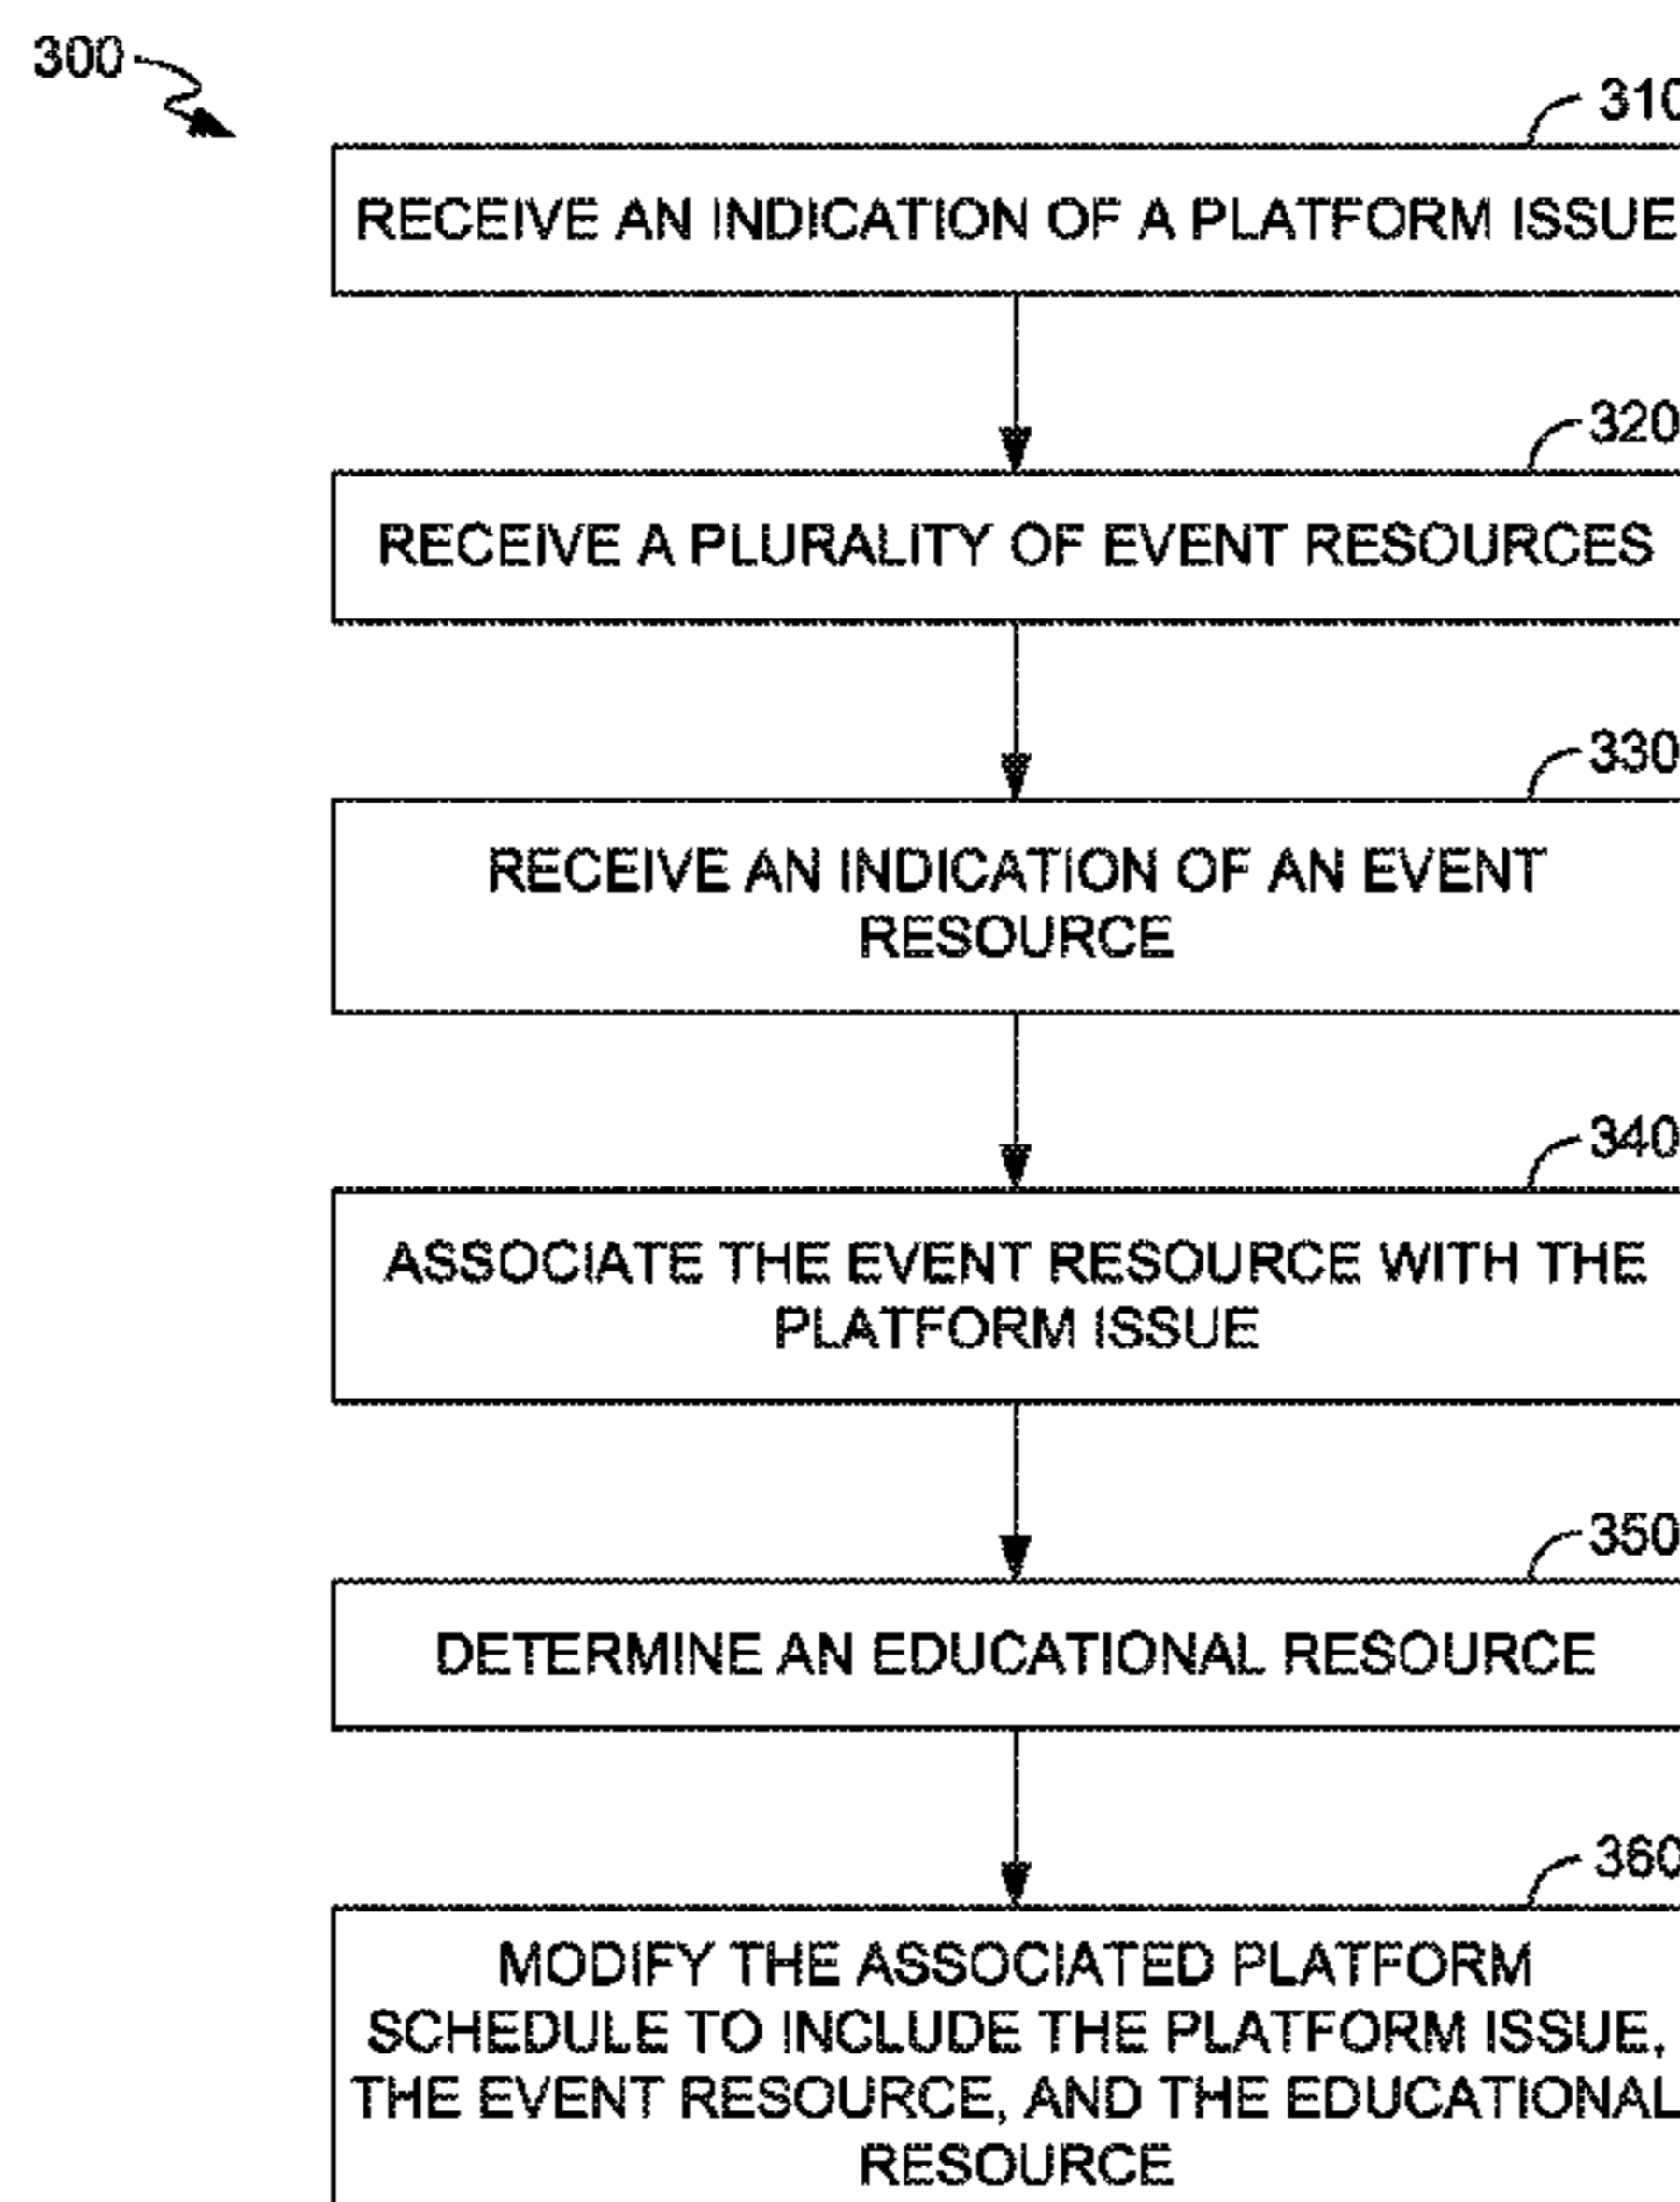 300
310
RECEIVE AN INDICATION OF A PLATFORM ISSUE
320
RECEIVE A PLURALITY OF EVENT RESOURCES
330
RECEIVE AN INDICATION OF AN EVENT
RESOURCE
340
ASSOCIATE THE EVENT RESOURCE WITH THE
PLATFORM ISSUE
350
DETERMINE AN EDUCATIONAL RESOURCE
360
MODIFY THE ASSOCIATED PLATFORM
SCHEDULE TO INCLUDE THE PLATFORM ISSUE,
THE EVENT RESOURCE, AND THE EDUCATIONAL
RESOURCE